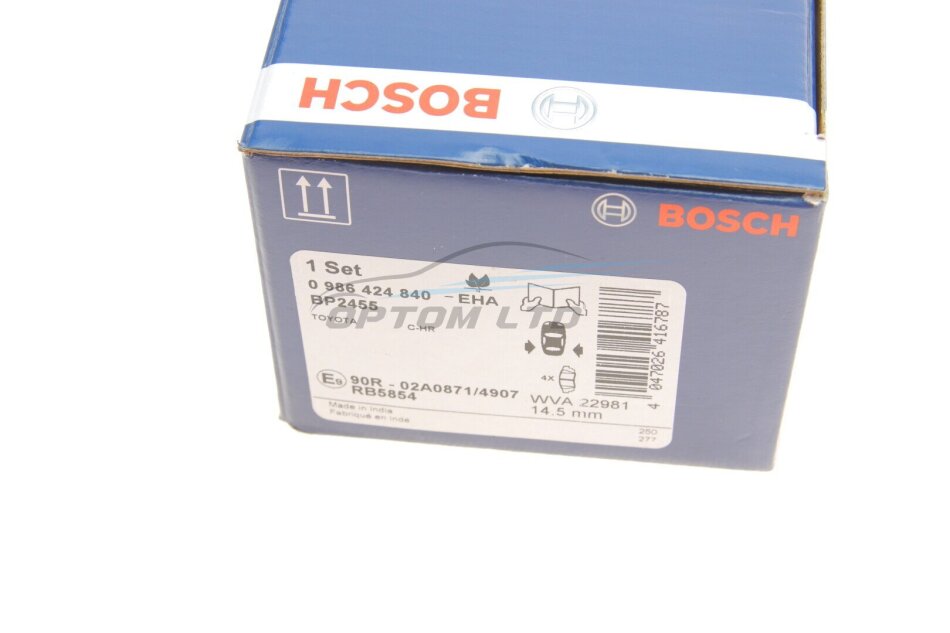 BOSCH
BOSCH
1 Set
0 986 424 840 - EHA
BP2455
OPTOM LTD
TOYOTA C-HR
4X
E9 90R - 02A0871/4907
RB5854
WVA 22981
14.5 mm
Made in India
Fabriqué en Inde
250
277
4 047026 416787